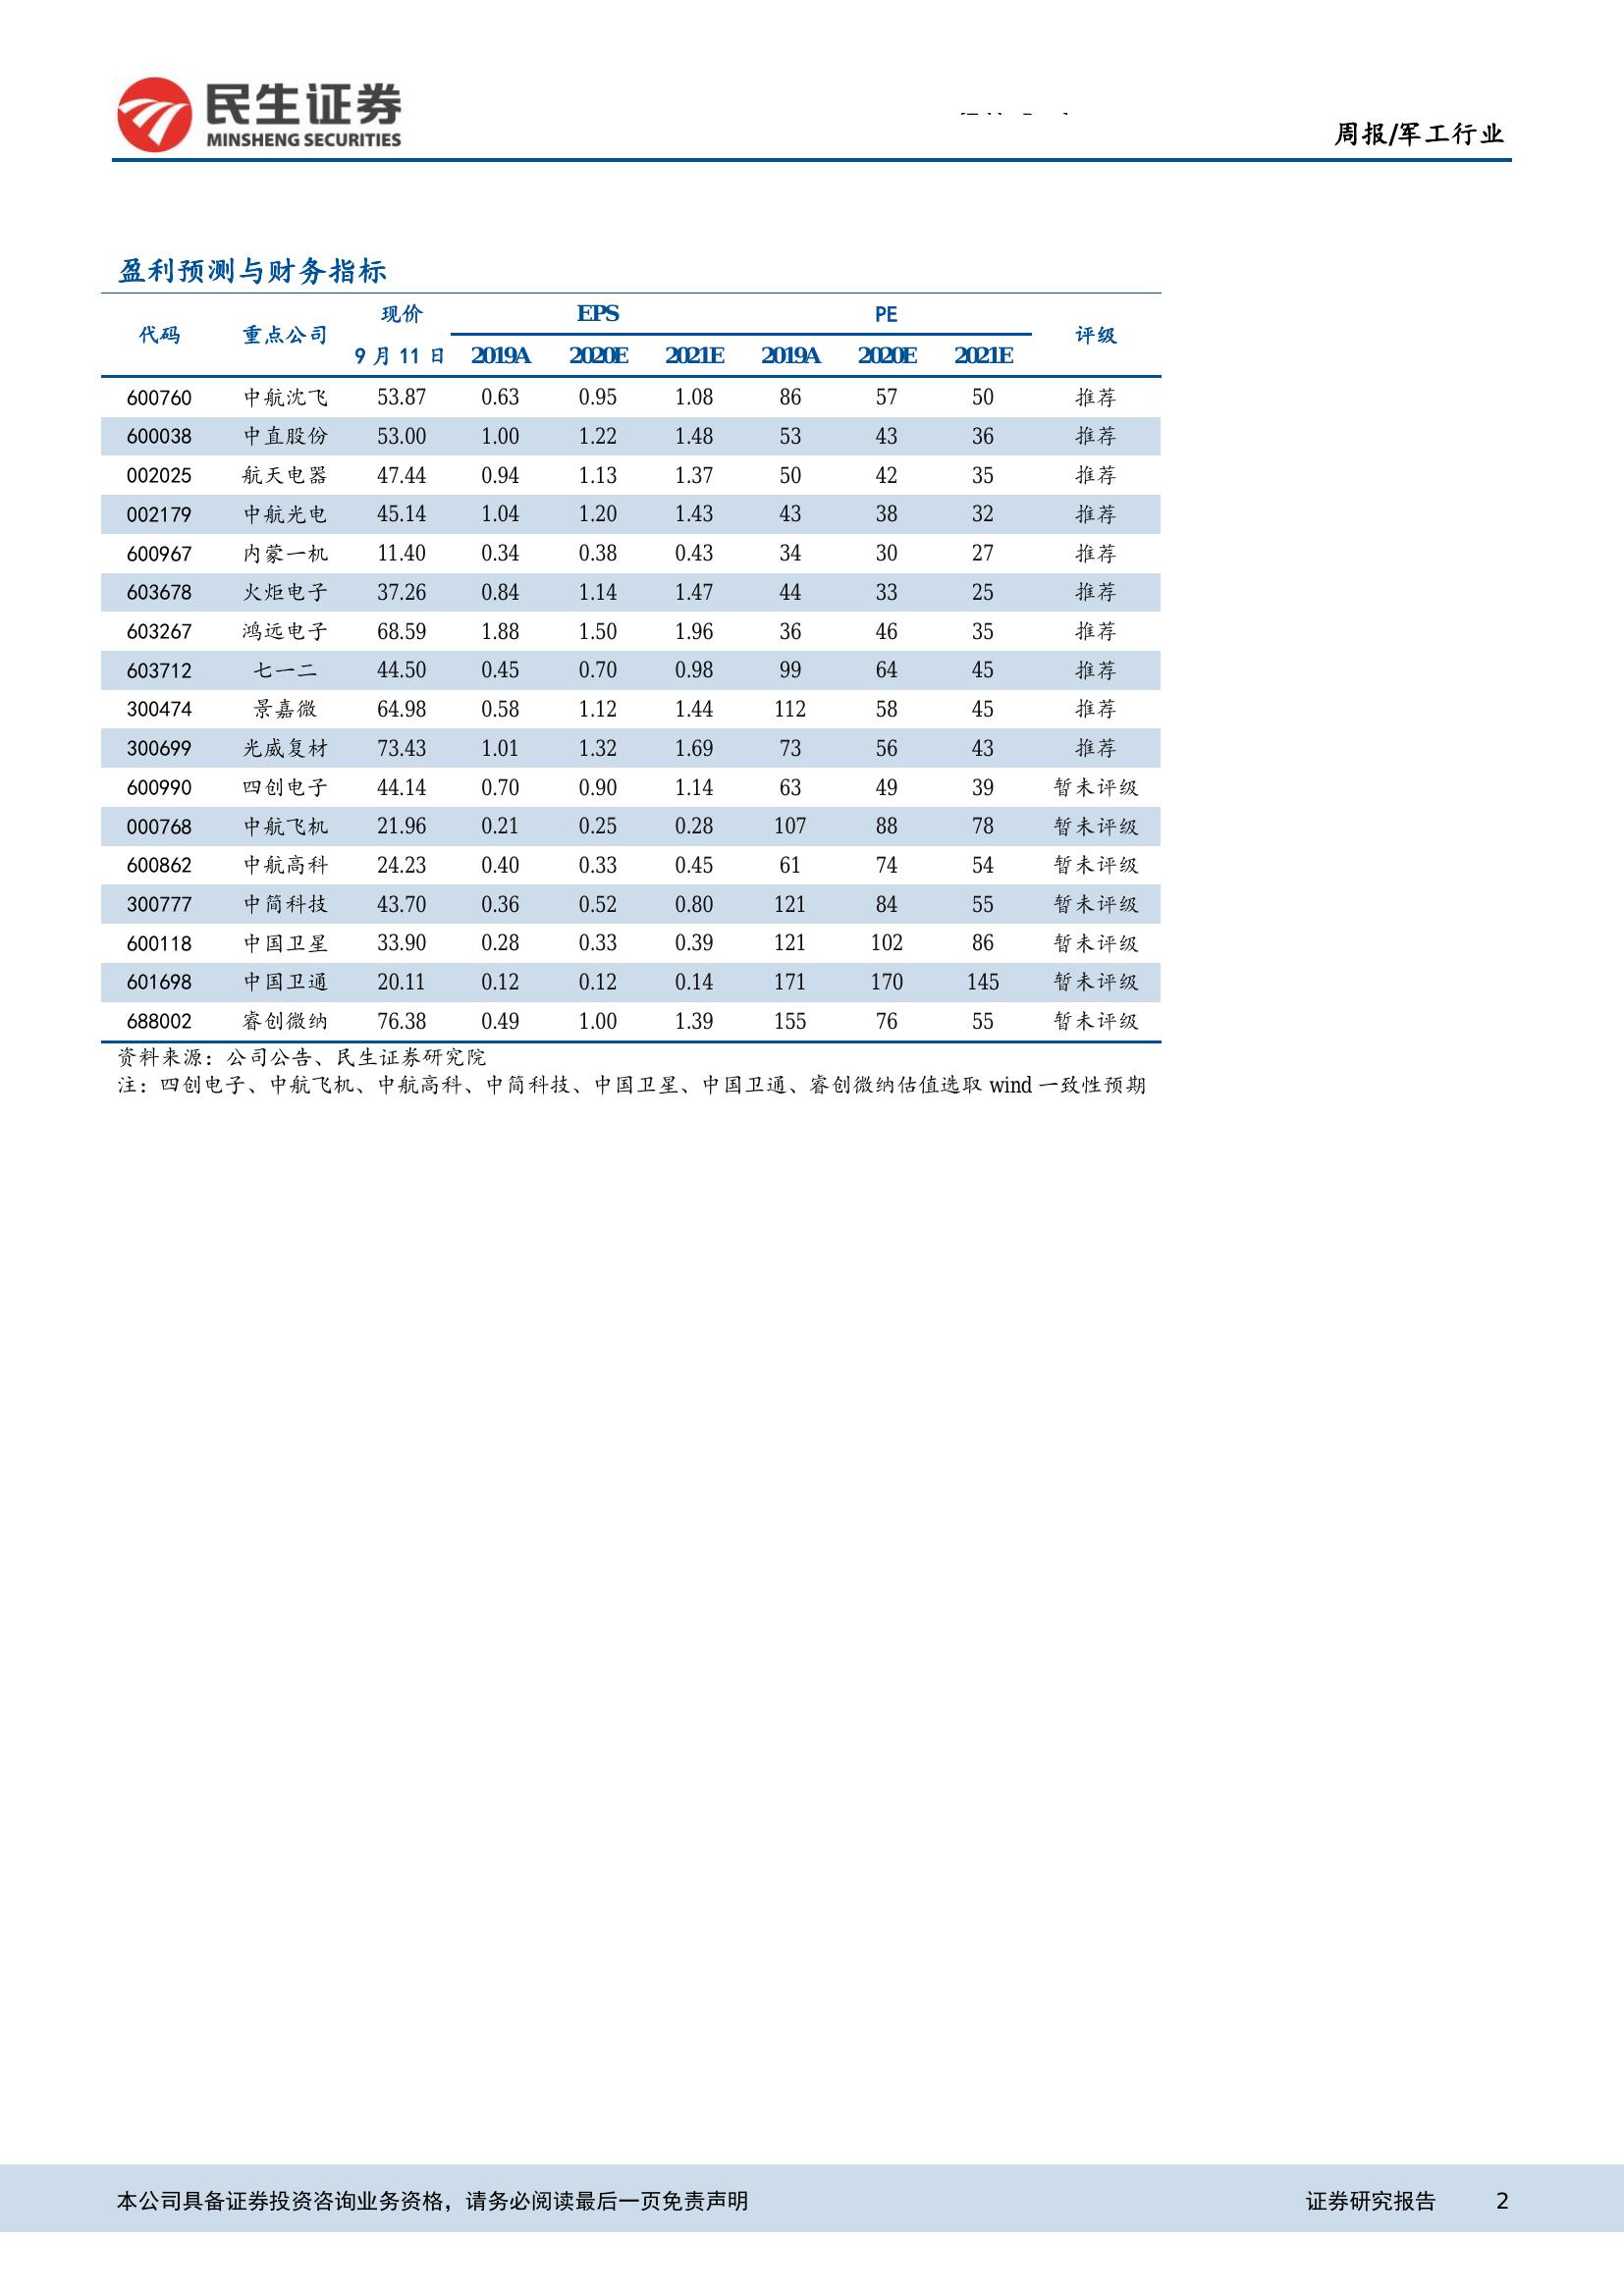 民生证券
MINSHENG SECURITIES
周报/军工行业
盈利预测与财务指标
代码 重点公司 现价 EPS PE 评级
9 月 11 日 2019A 2020E 2021E 2019A 2020E 2021E
600760 中航沈飞 53.87 0.63 0.95 1.08 86 57 50 推荐
600038 中直股份 53.00 1.00 1.22 1.48 53 43 36 推荐
002025 航天电器 47.44 0.94 1.13 1.37 50 42 35 推荐
002179 中航光电 45.14 1.04 1.20 1.43 43 38 32 推荐
600967 内蒙一机 11.40 0.34 0.38 0.43 34 30 27 推荐
603678 火炬电子 37.26 0.84 1.14 1.47 44 33 25 推荐
603267 鸿远电子 68.59 1.88 1.50 1.96 36 46 35 推荐
603712 七一二 44.50 0.45 0.70 0.98 99 64 45 推荐
300474 景嘉微 64.98 0.58 1.12 1.44 112 58 45 推荐
300699 光威复材 73.43 1.01 1.32 1.69 73 56 43 推荐
600990 四创电子 44.14 0.70 0.90 1.14 63 49 39 暂未评级
000768 中航飞机 21.96 0.21 0.25 0.28 107 88 78 暂未评级
600862 中航高科 24.23 0.40 0.33 0.45 61 74 54 暂未评级
300777 中简科技 43.70 0.36 0.52 0.80 121 84 55 暂未评级
600118 中国卫星 33.90 0.28 0.33 0.39 121 102 86 暂未评级
601698 中国卫通 20.11 0.12 0.12 0.14 171 170 145 暂未评级
688002 睿创微纳 76.38 0.49 1.00 1.39 155 76 55 暂未评级
资料来源：公司公告、民生证券研究院
注：四创电子、中航飞机、中航高科、中简科技、中国卫星、中国卫通、睿创微纳估值选取 wind 一致性预期
本公司具备证券投资咨询业务资格，请务必阅读最后一页免责声明 证券研究报告 2